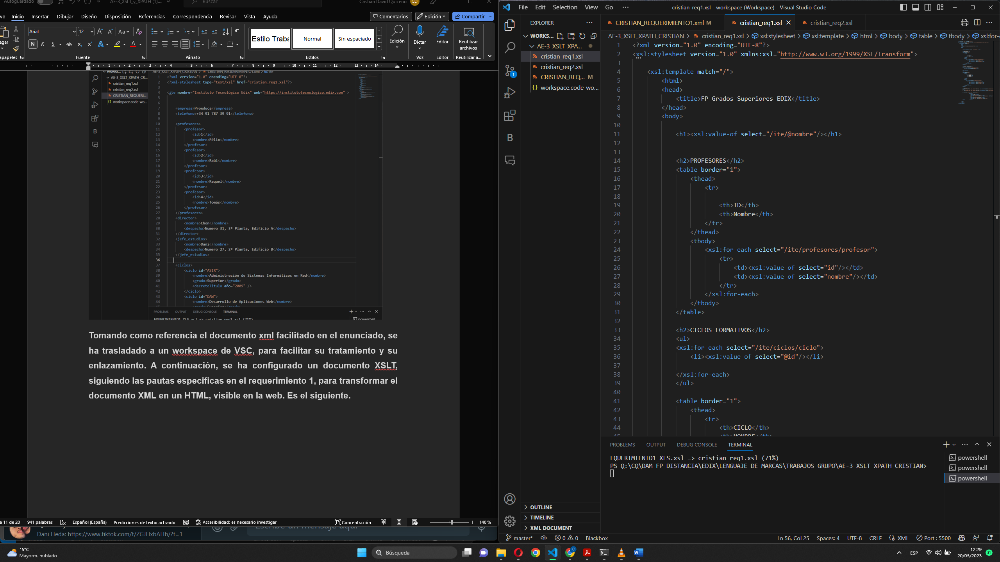 Autoguardado
AE-3_XSLT_y_XPATH (1)....
Buscar
Cristian David Quiceno
CD
Inicio
Insertar
Dibujar
Diseño
Disposición
Referencias
Correspondencia
Revisar
Vista
Ayuda
Comentarios
Edición
Compartir
Arial
12
Aa
N K S ab x₂ x² A A
Estilo Traba
Normal
Sin espaciado
Edición
Dictar
Editor
Reutilizar archivos
Fuente
Párrafo
Estilos
Voz
Editor
Reutilizar a...
1 1 2 3 4 5 6 7 8 9 10 11 12 13 14
AE-3_XSLT_XPATH_CR...
cristian_req1.xsl
cristian_req2.xsl
CRISTIAN_REQUERI...
workspace.code-wo...
AE-3_XSLT_XPATH_CRISTIAN > CRISTIAN_REQUERIMIENTO1.xml > ite
1 <?xml version="1.0" encoding="UTF-8"?>
2 <?xml-stylesheet type="text/xsl" href="cristian_req1.xsl"?>
3
4 <ite nombre="Instituto Tecnológico Edix" web="https://institutotecnologico.edix.com" >
5
6
7 <empresa>Proeduca</empresa>
8 <telefono>+34 91 787 39 91</telefono>
9
10 <profesores>
11 <profesor>
12 <id>1</id>
13 <nombre>Félix</nombre>
14 </profesor>
15 <profesor>
16 <id>2</id>
17 <nombre>Raúl</nombre>
18 </profesor>
19 <profesor>
20 <id>3</id>
21 <nombre>Raquel</nombre>
22 </profesor>
23 <profesor>
24 <id>4</id>
25 <nombre>Tomás</nombre>
26 </profesor>
27 </profesores>
28 <director>
29 <nombre>Chon</nombre>
30 <despacho>Numero 31, 3ª Planta, Edificio A</despacho>
31 </director>
32 <jefe_estudios>
33 <nombre>Dani</nombre>
34 <despacho>Numero 27, 2ª Planta, Edificio B</despacho>
35 </jefe_estudios>
36
37 <ciclos>
38 <ciclo id="ASIR">
39 <nombre>Administración de Sistemas Informáticos en Red</nombre>
40 <grado>Superior</grado>
41 <decretoTitulo año="2009" />
42 </ciclo>
43 <ciclo id="DAW">
44 <nombre>Desarrollo de Aplicaciones Web</nombre>
PROBLEMS OUTPUT DEBUG CONSOLE TERMINAL
EQUERIMIENTO1_XLS.xsl => cristian_req1.xsl (71%)
powershell
Tomando como referencia el documento xml facilitado en el enunciado, se
ha trasladado a un workspace de VSC, para facilitar su tratamiento y su
enlazamiento. A continuación, se ha configurado un documento XSLT,
siguiendo las pautas especificas en el requerimiento 1, para transformar el
documento XML en un HTML, visible en la web. Es el siguiente.
a 11 de 20
941 palabras
Español (España)
Predicciones de texto: activado
Accesibilidad: es necesario investigar
Concentración
140 %
Dani Heda: https://www.tiktok.com/t/ZGJHxbAHb/?t=1
Escribe un mensaje aquí
File Edit Selection View Go ···
cristian_req1.xsl - workspace (Workspace) - Visual Studio Code
EXPLORER
WORKS...
AE-3_XSLT_XPA...
cristian_req1.xsl
cristian_req2.xsl
CRISTIAN_REQ... M
workspace.code-wo...
1
B
CRISTIAN_REQUERIMIENTO1.xml M
cristian_req1.xsl
cristian_req2.xsl
AE-3_XSLT_XPATH_CRISTIAN > cristian_req1.xsl > xsl:stylesheet > xsl:template > html > body > table > tbody > xsl:for-
1 <?xml version="1.0" encoding="UTF-8"?>
2 <xsl:stylesheet version="1.0" xmlns:xsl="http://www.w3.org/1999/XSL/Transform">
3
4 <xsl:template match="/">
5 <html>
6 <head>
7 <title>FP Grados Superiores EDIX</title>
8 </head>
9 <body>
10
11 <h1><xsl:value-of select="/ite/@nombre"/></h1>
12
13
14 <h2>PROFESORES</h2>
15 <table border="1">
16 <thead>
17 <tr>
18
19 <th>ID</th>
20 <th>Nombre</th>
21 </tr>
22 </thead>
23 <tbody>
24 <xsl:for-each select="/ite/profesores/profesor">
25 <tr>
26 <td><xsl:value-of select="id"/></td>
27 <td><xsl:value-of select="nombre"/></td>
28 </tr>
29 </xsl:for-each>
30 </tbody>
31 </table>
32
33 <h2>CICLOS FORMATIVOS</h2>
34 <ul>
35 <xsl:for-each select="/ite/ciclos/ciclo">
36 <li><xsl:value-of select="@id"/></li>
37
38 </xsl:for-each>
39 </ul>
40
41 <table border="1">
42 <thead>
43 <tr>
44 <th>CICLO</th>
45 <th>NOMBRE</th>
PROBLEMS OUTPUT DEBUG CONSOLE TERMINAL
EQUERIMIENTO1_XLS.xsl => cristian_req1.xsl (71%)
PS Q:\CQ\DAM FP DISTANCIA\EDIX\LENGUAJE_DE_MARCAS\TRABAJOS_GRUPO\AE-3_XSLT_XPATH_CRISTIAN>
powershell
powershell
powershell
OUTLINE
TIMELINE
XML DOCUMENT
master*
0 0
Blackbox
Ln 56, Col 25
Spaces: 4
UTF-8
CRLF
XML
Port : 5500
15°C
Mayorm. nublado
Búsqueda
ESP
12:29
20/05/2023
31